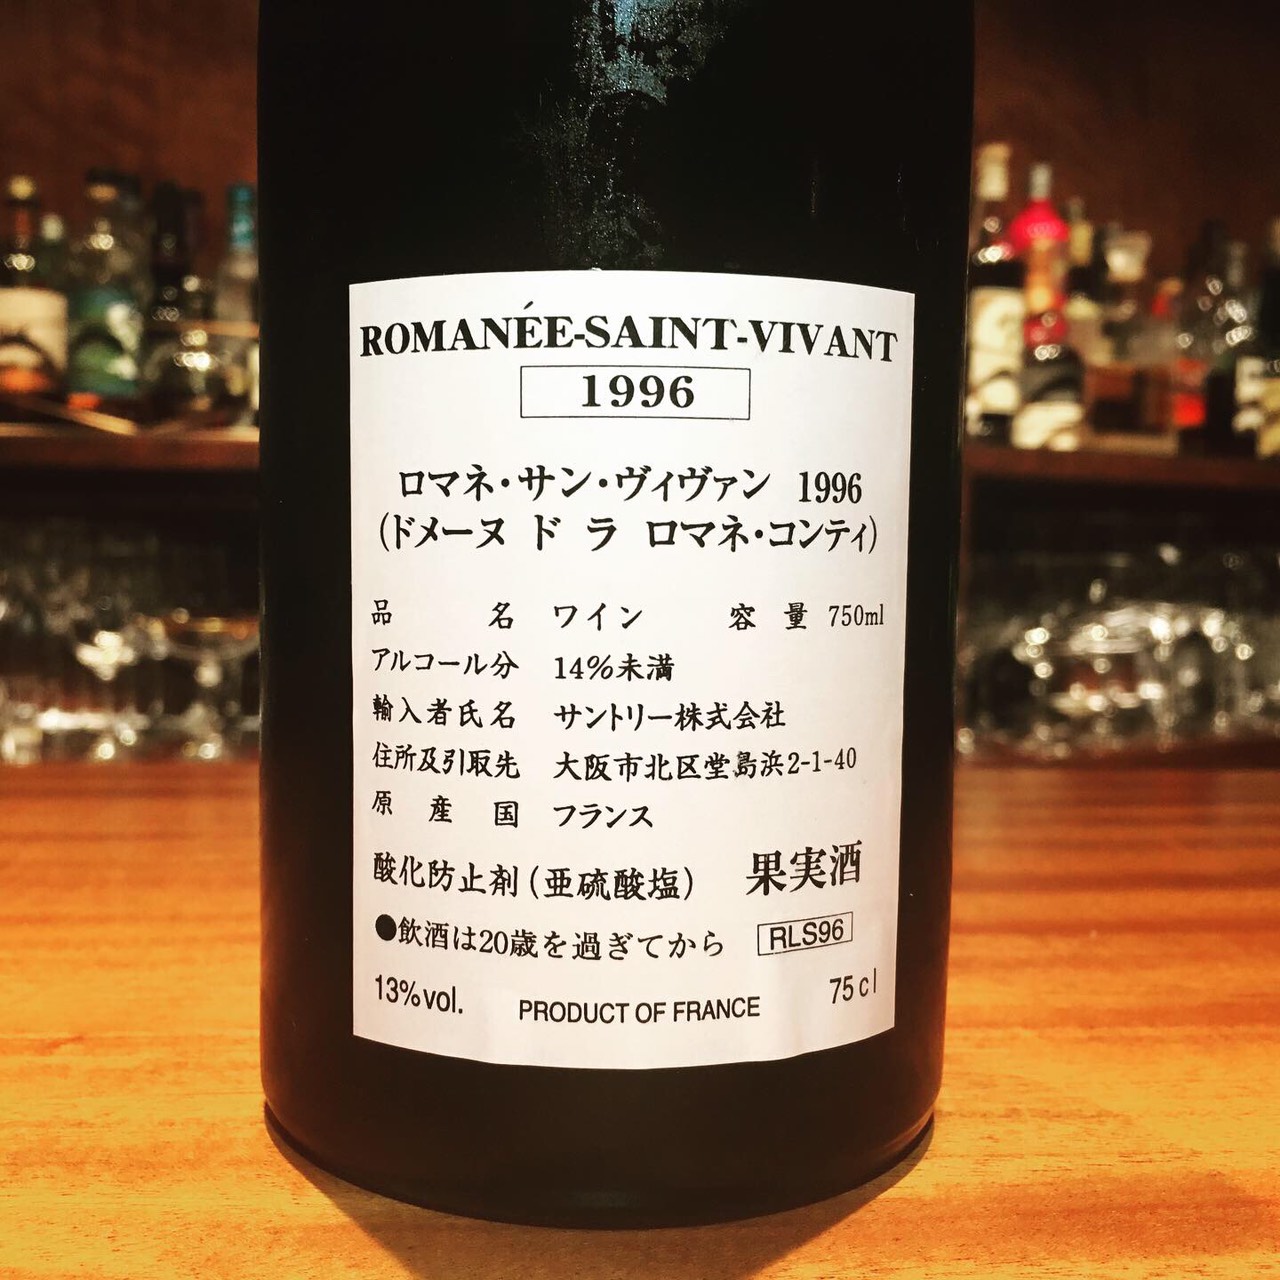 ROMANÉE-SAINT-VIVANT
1996
ロマネ・サン・ヴィヴァン 1996
(ドメーヌ ド ラ ロマネ・コンティ)
品名 ワイン 容量 750ml
アルコール分 14%未満
輸入者氏名 サントリー株式会社
住所及引取先 大阪市北区堂島浜2-1-40
原産国 フランス
酸化防止剤(亜硫酸塩) 果実酒
●飲酒は20歳を過ぎてから RLS96
13%vol. PRODUCT OF FRANCE 75cl